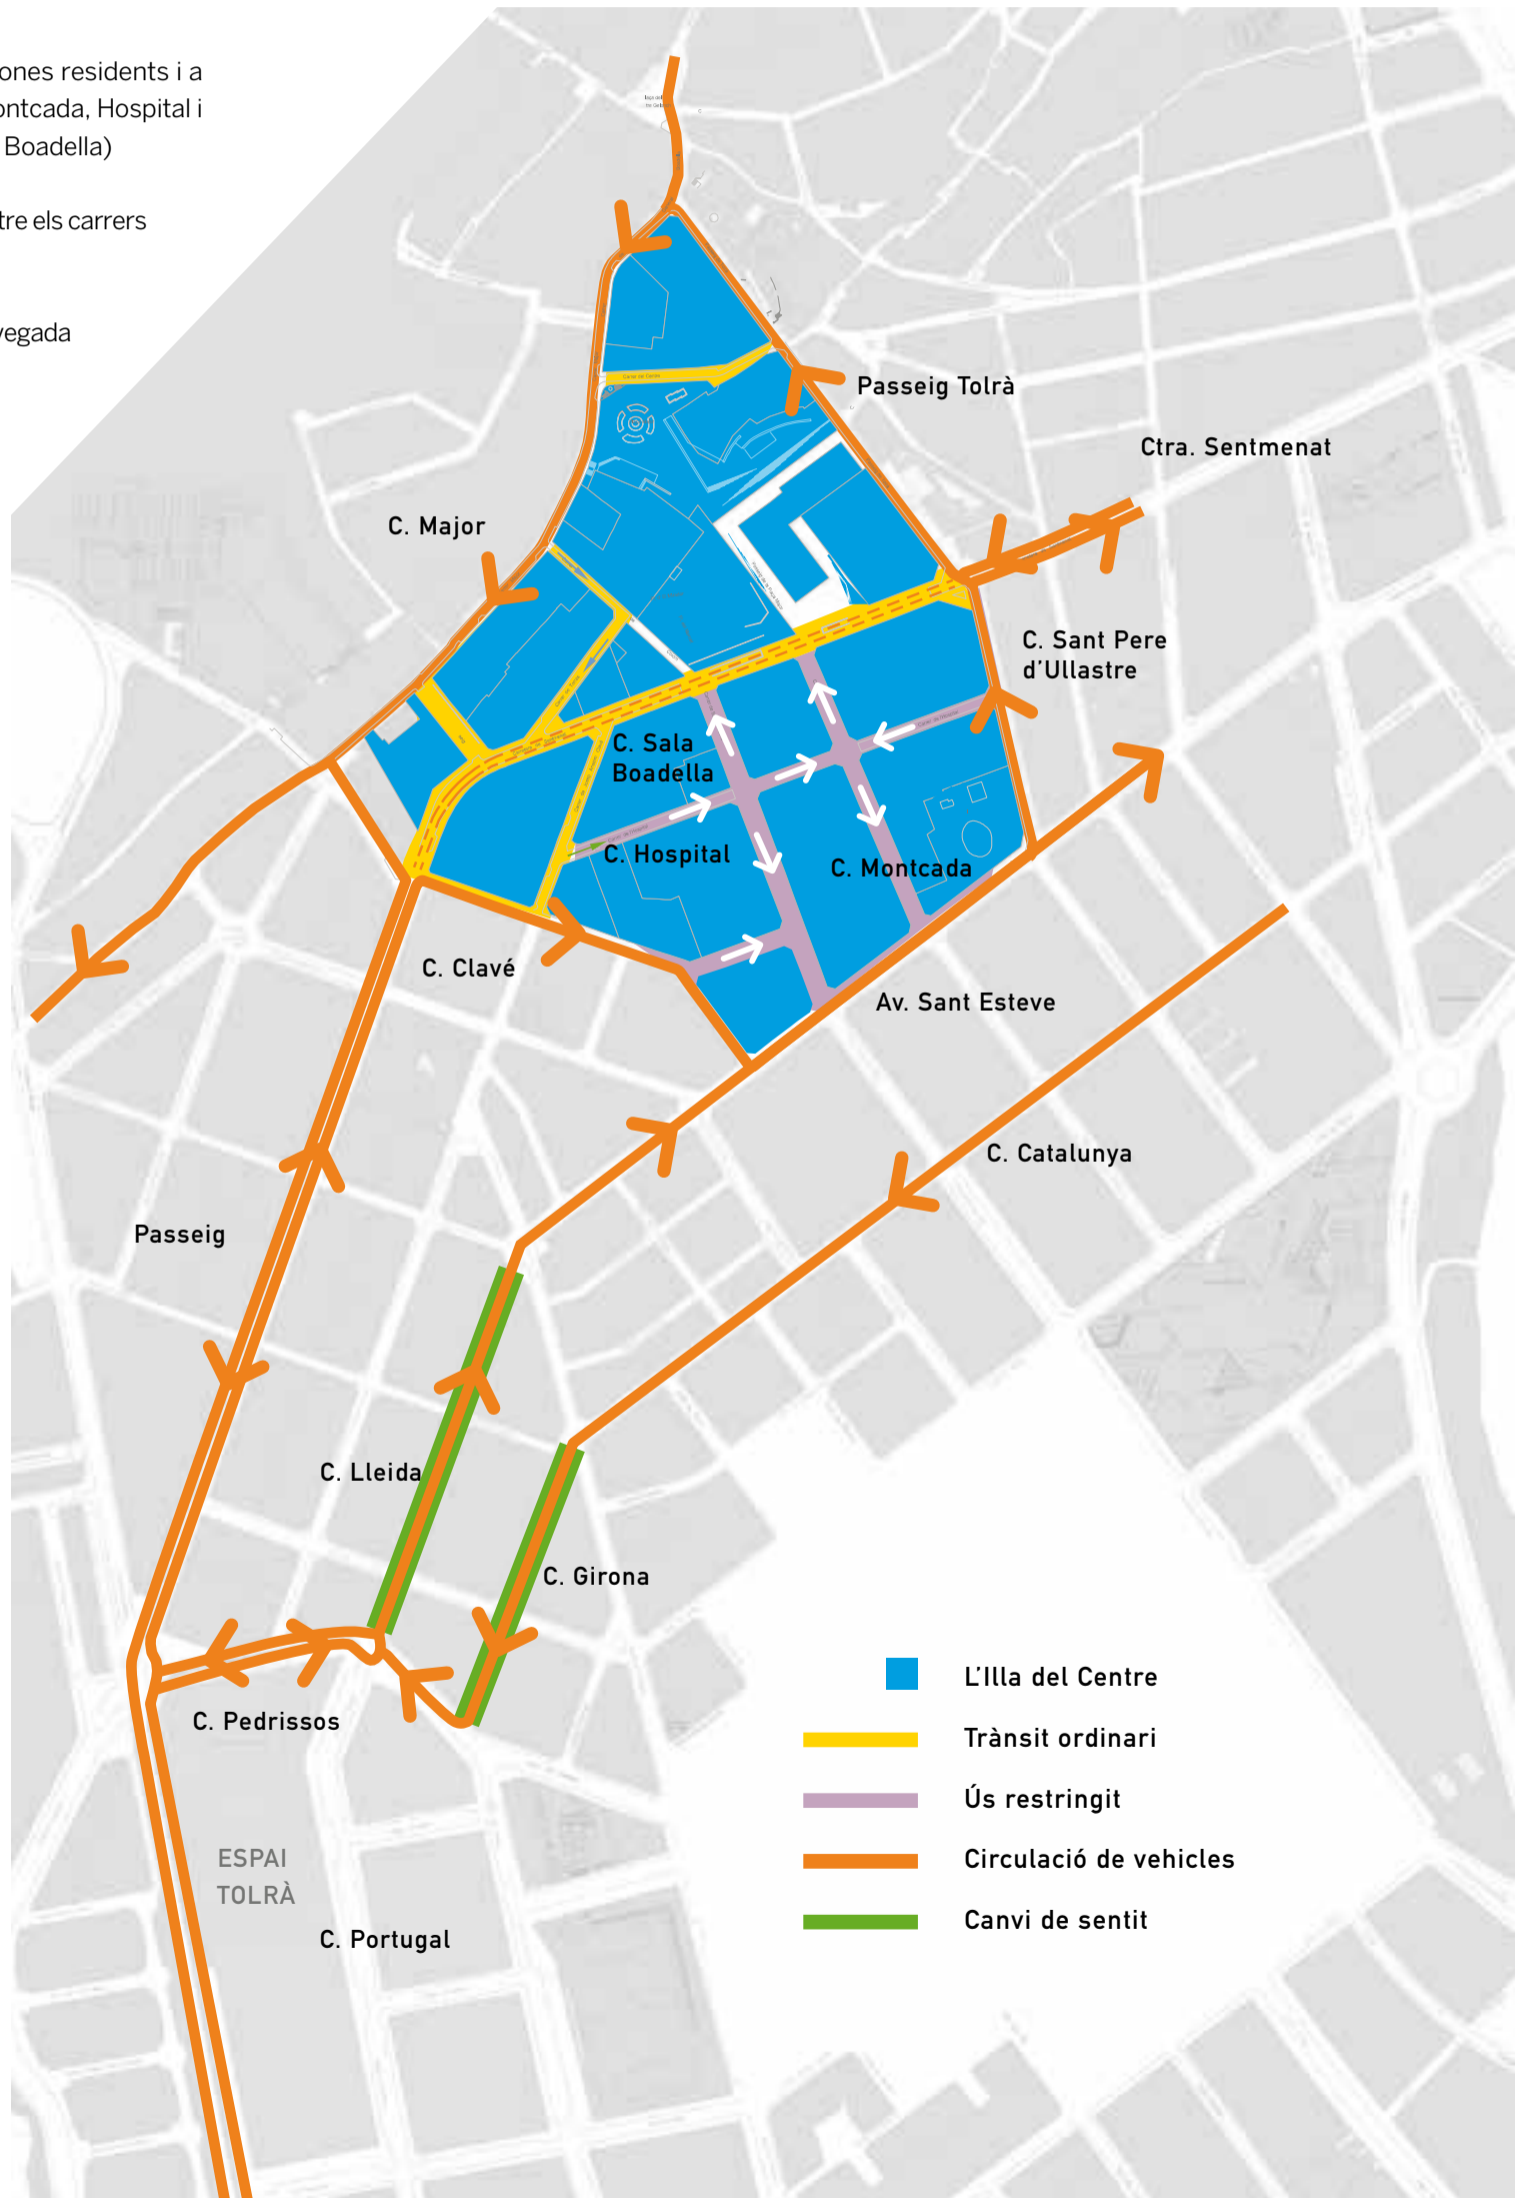 ones residents i a
ontcada, Hospital i
Boadella)
tre els carrers
vegada
Passeig Tolrà
Ctra. Sentmenat
C. Major
C. Sant Pere
d'Ullastre
C. Sala
Boadella
C. Hospital
C. Montcada
C. Clavé
Av. Sant Esteve
C. Catalunya
Passeig
C. Lleida
C. Girona
C. Pedrissos
ESPAI
TOLRÀ
C. Portugal
L'Illa del Centre
Trànsit ordinari
Ús restringit
Circulació de vehicles
Canvi de sentit